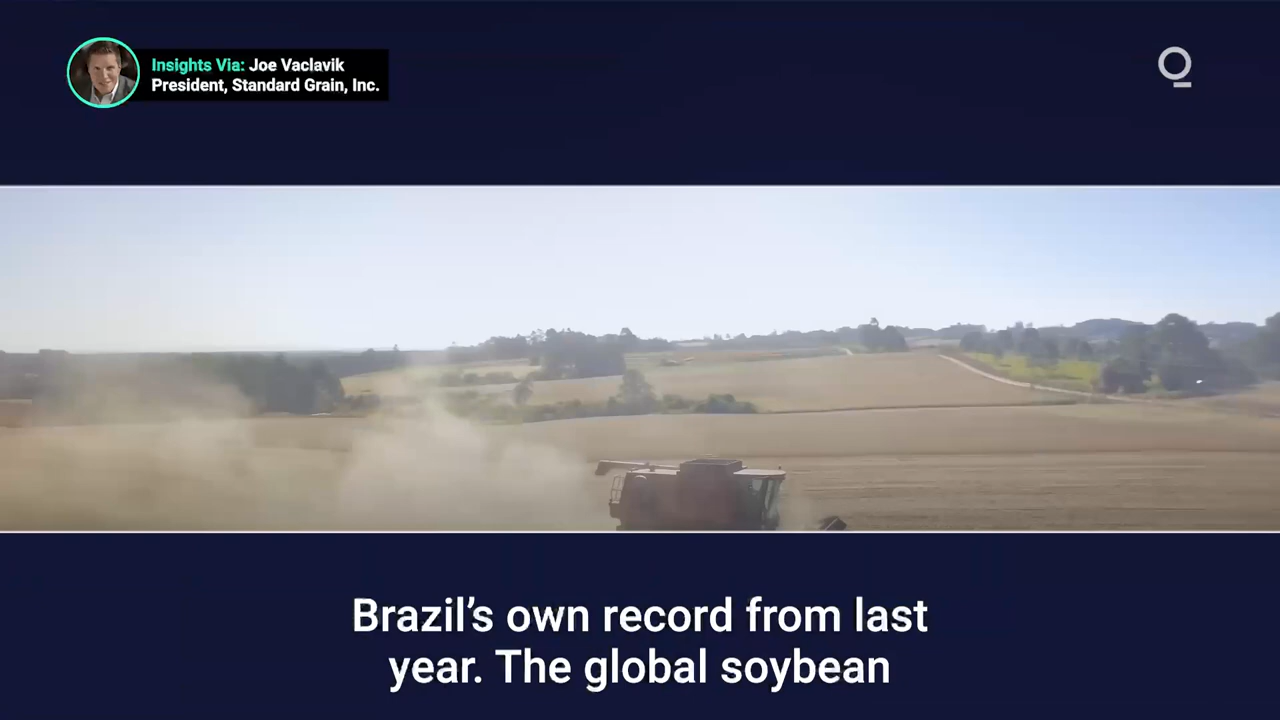 Insights Via: Joe Vaclavik
President, Standard Grain, Inc.
Brazil’s own record from last
year. The global soybean